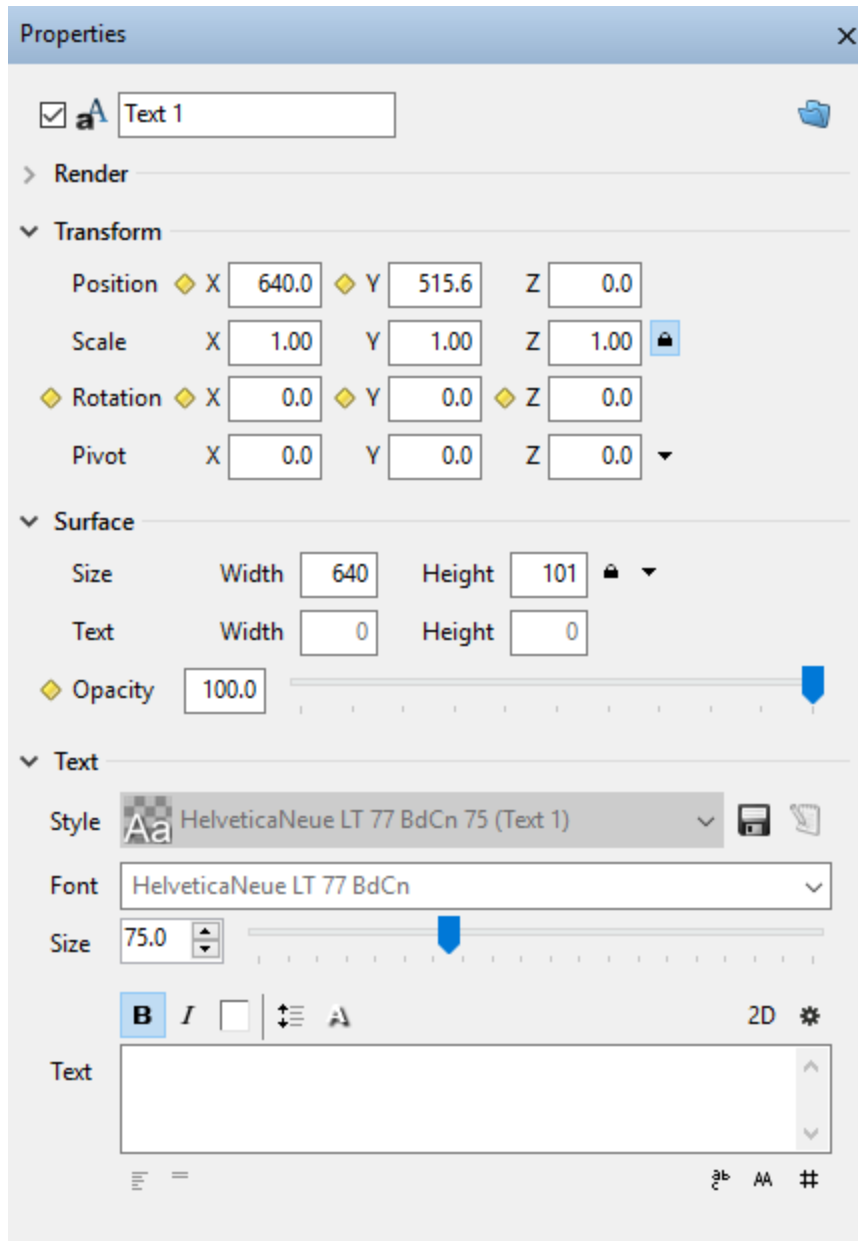 Properties
Text 1
Render
Transform
Position X 640.0 Y 515.6 Z 0.0
Scale X 1.00 Y 1.00 Z 1.00
Rotation X 0.0 Y 0.0 Z 0.0
Pivot X 0.0 Y 0.0 Z 0.0
Surface
Size Width 640 Height 101
Text Width 0 Height 0
Opacity 100.0
Text
Style Aa HelveticaNeue LT 77 BdCn 75 (Text 1)
Font HelveticaNeue LT 77 BdCn
Size 75.0
B I A 2D
Text
abc AA #